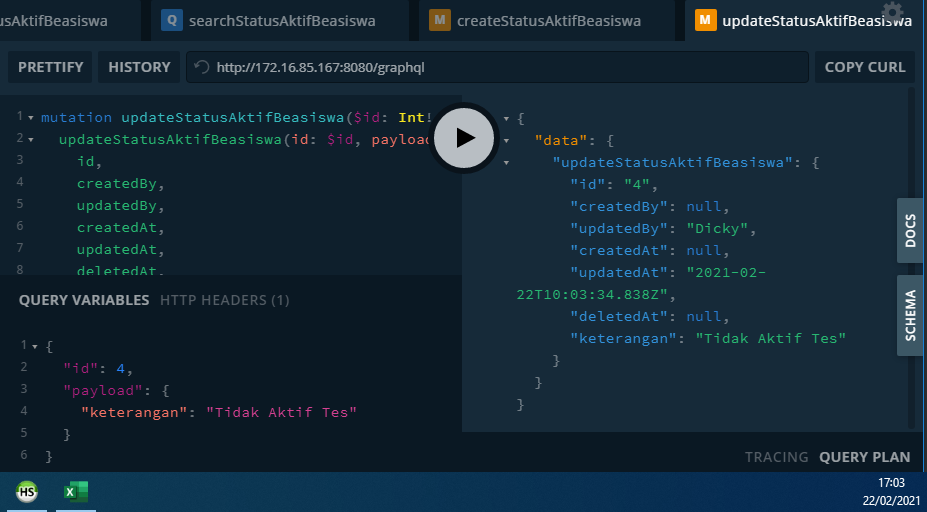 usAktifBeasiswa
Q searchStatusAktifBeasiswa
M createStatusAktifBeasiswa
M updateStatusAktifBeasiswa
PRETTIFY
HISTORY
http://172.16.85.167:8080/graphql
COPY CURL
1 mutation updateStatusAktifBeasiswa($id: Int!
2 updateStatusAktifBeasiswa(id: $id, payload
3 id,
4 createdBy,
5 updatedBy,
6 createdAt,
7 updatedAt,
8 deletedAt,
QUERY VARIABLES HTTP HEADERS (1)
1 {
2 "id": 4,
3 "payload": {
4 "keterangan": "Tidak Aktif Tes"
5 }
6 }
{
"data": {
"updateStatusAktifBeasiswa": {
"id": "4",
"createdBy": null,
"updatedBy": "Dicky",
"createdAt": null,
"updatedAt": "2021-02-
22T10:03:34.838Z",
"deletedAt": null,
"keterangan": "Tidak Aktif Tes"
}
}
}
DOCS
SCHEMA
TRACING QUERY PLAN
HS
X
17:03
22/02/2021